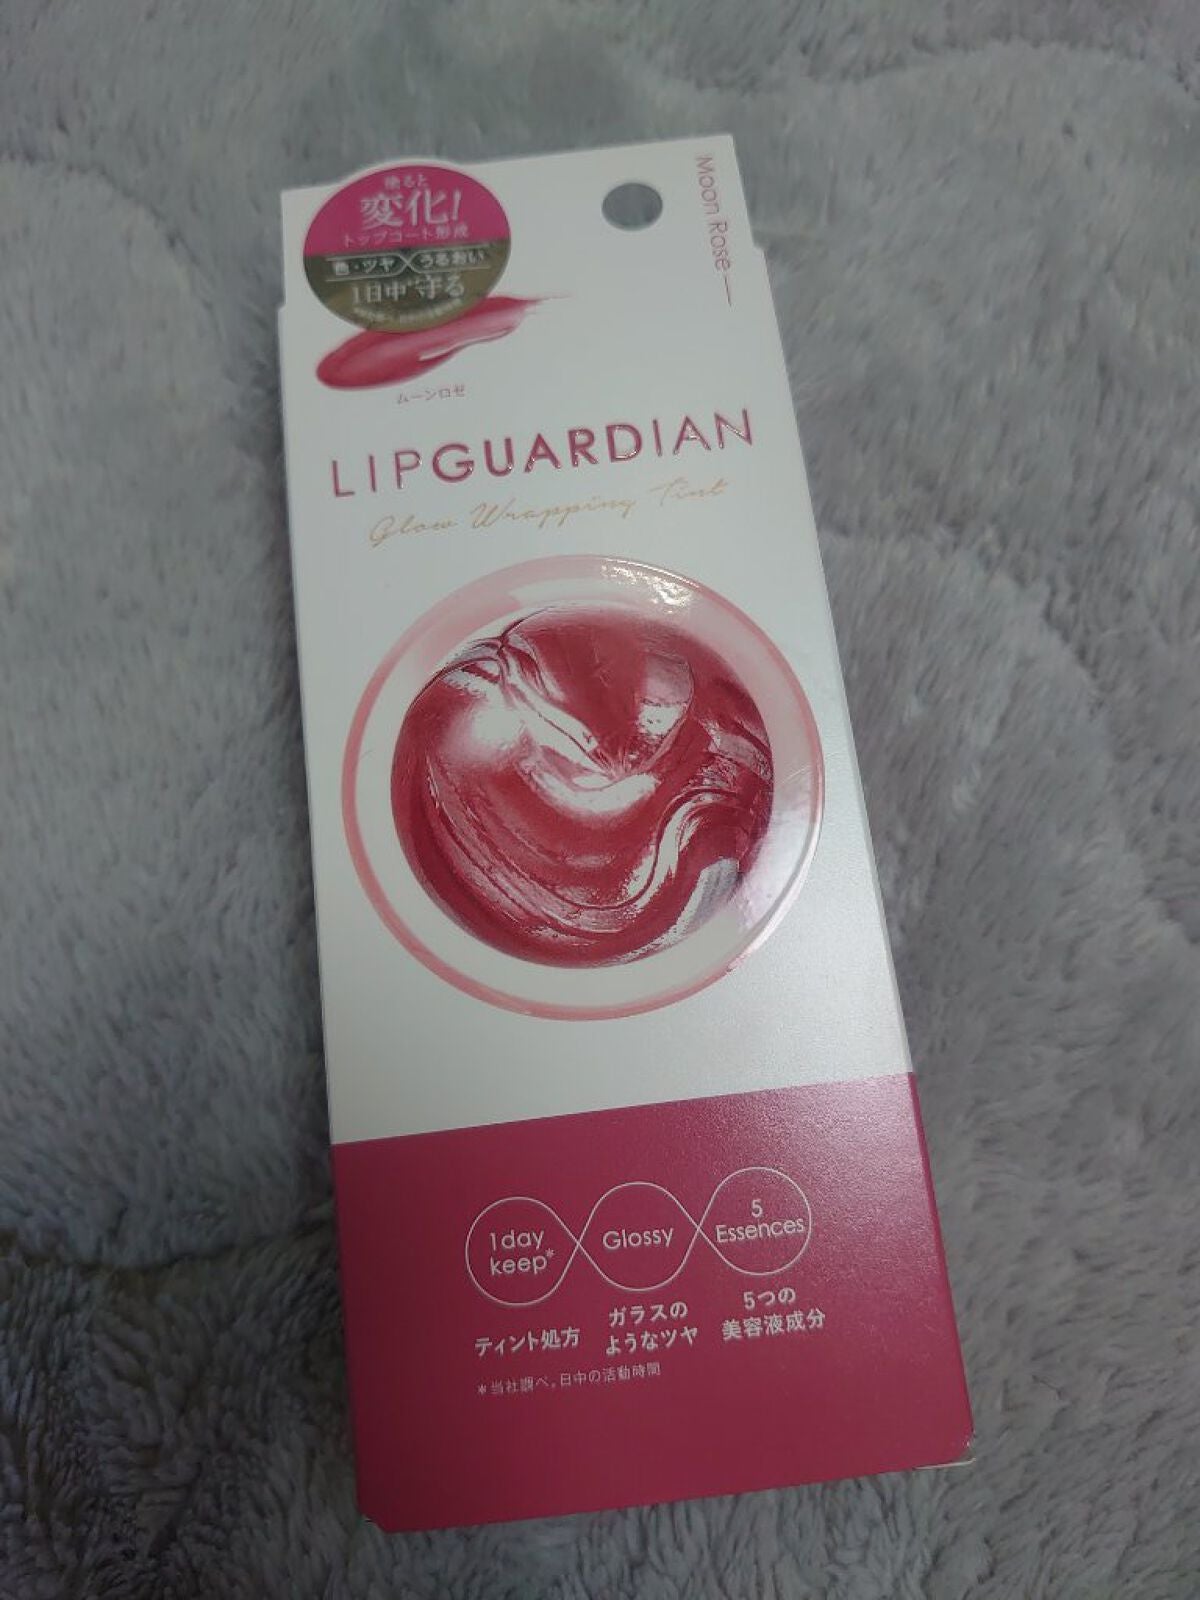 塗ると
変化!
トップコート形成
色・ツヤ×うるおい
1日中*守る
Moon Rosé
ムーンロゼ
LIPGUARDIAN
Glow Wrapping Tint
1day keep*
Glossy
5 Essences
ティント処方
ガラスの
ようなツヤ
5つの
美容液成分
*当社調べ。日中の活動時間